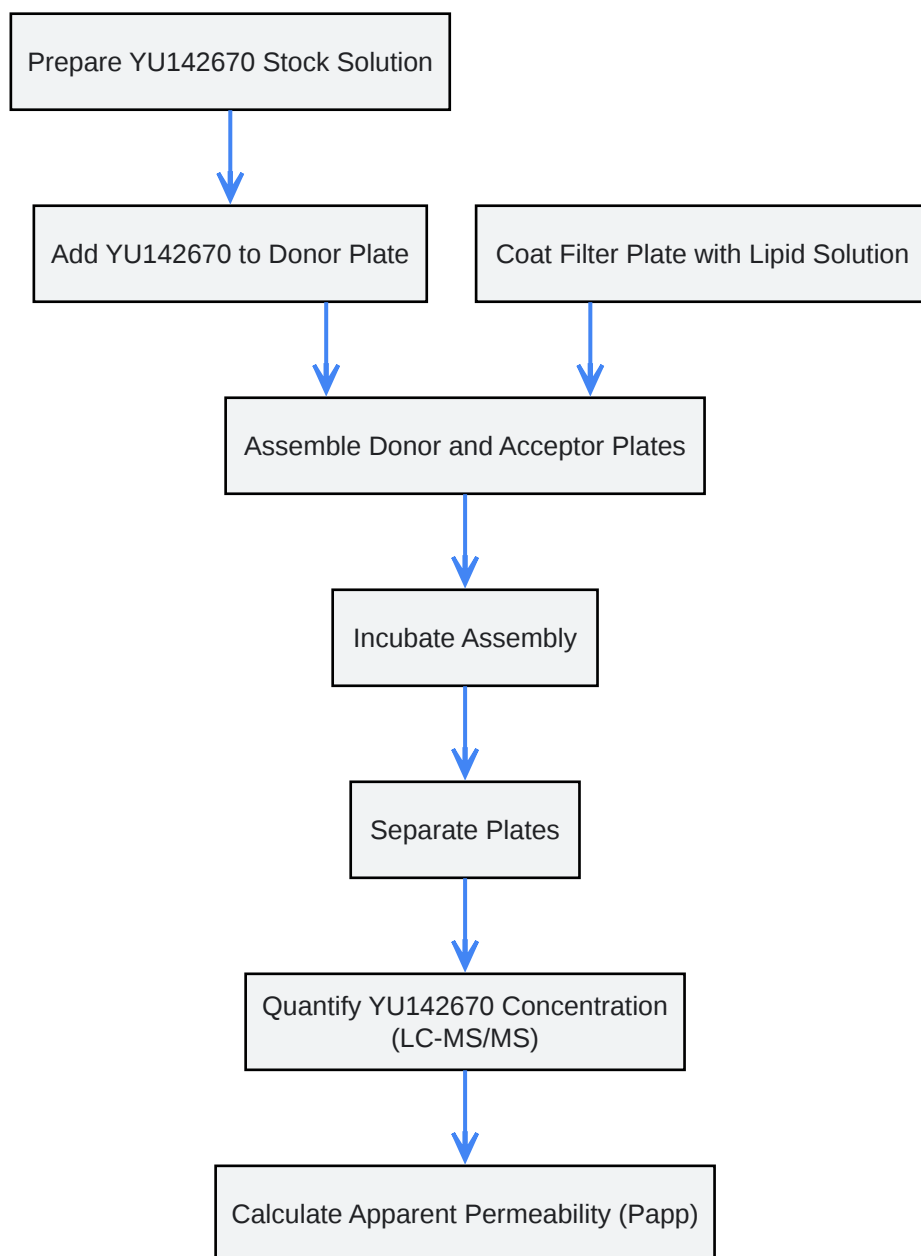 Prepare YU142670 Stock Solution
Add YU142670 to Donor Plate
Coat Filter Plate with Lipid Solution
Assemble Donor and Acceptor Plates
Incubate Assembly
Separate Plates
Quantify YU142670 Concentration
(LC-MS/MS)
Calculate Apparent Permeability (Papp)